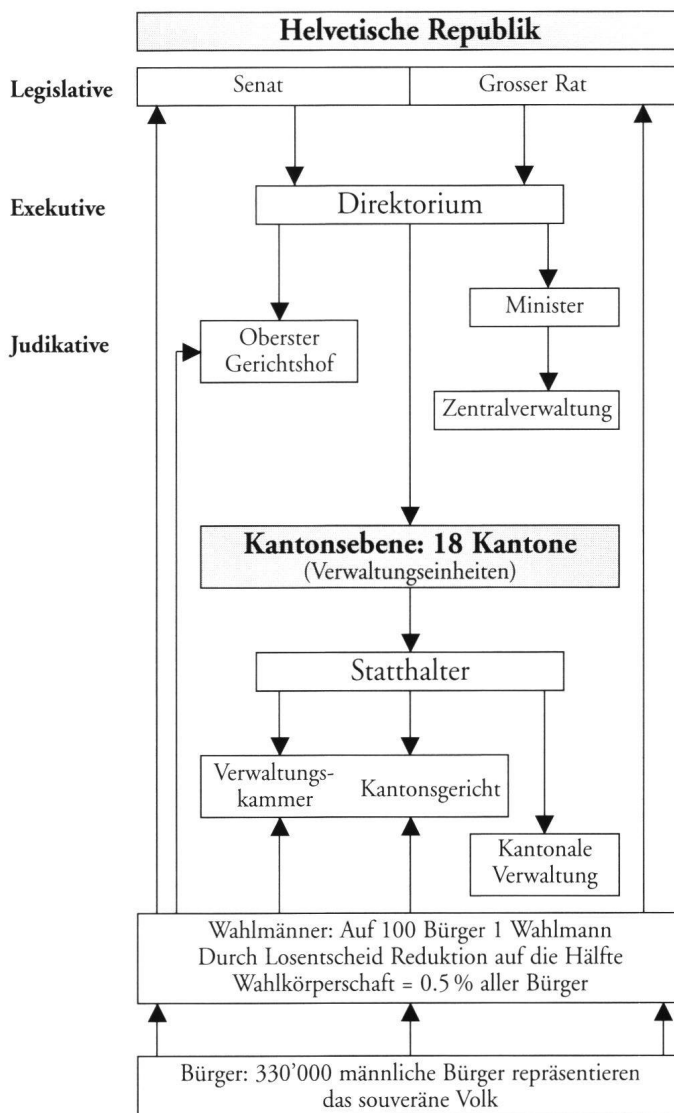 Helvetische Republik
Legislative
Senat
Grosser Rat
Exekutive
Direktorium
Minister
Judikative
Oberster
Gerichtshof
Zentralverwaltung
Kantonsebene: 18 Kantone
(Verwaltungseinheiten)
Statthalter
Verwaltungs-
kammer
Kantonsgericht
Kantonale
Verwaltung
Wahlmänner: Auf 100 Bürger 1 Wahlmann
Durch Losentscheid Reduktion auf die Hälfte
Wahlkörperschaft = 0.5 % aller Bürger
Bürger: 330’000 männliche Bürger repräsentieren
das souveräne Volk